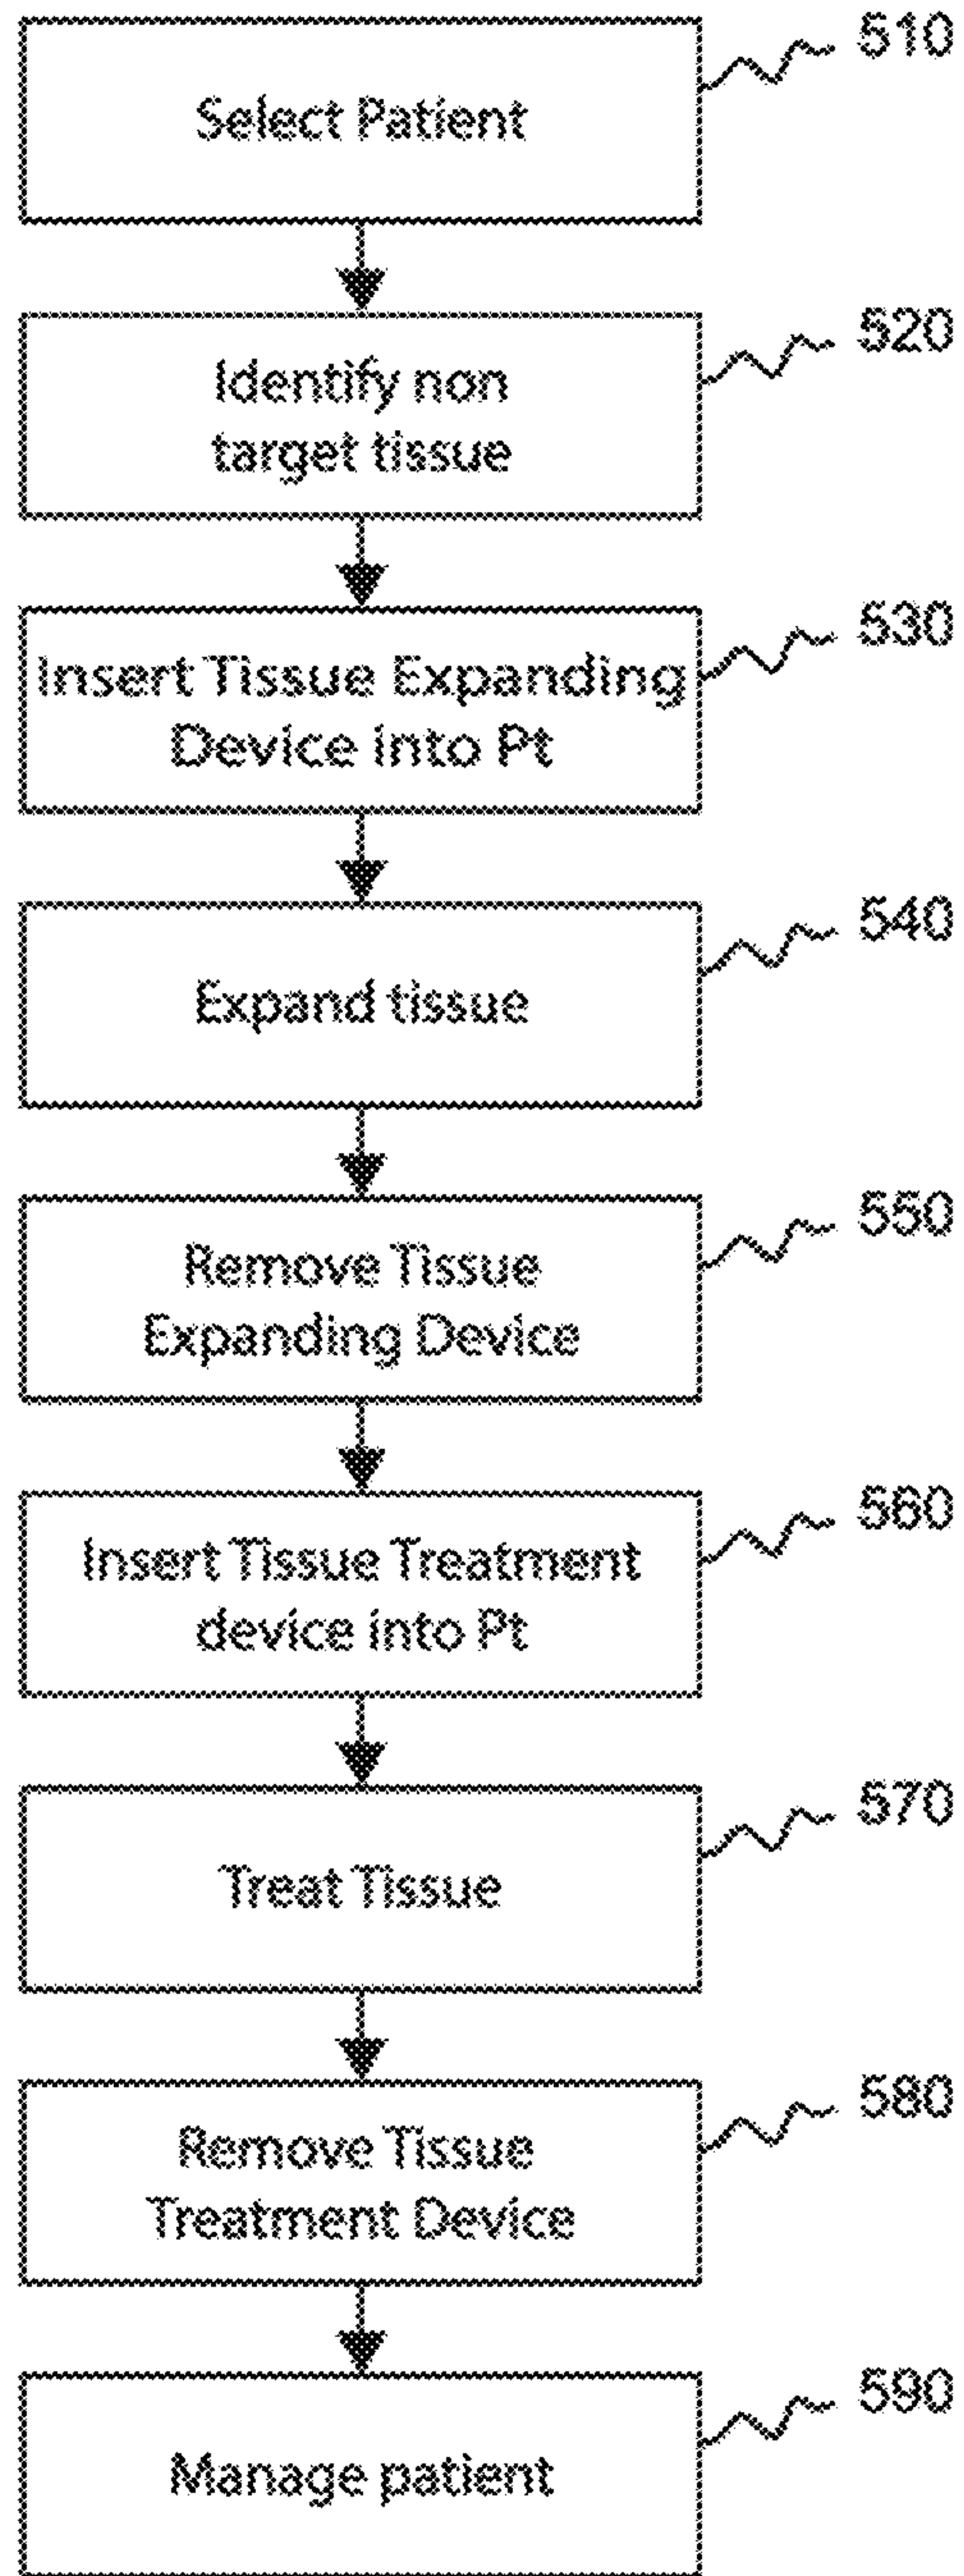 510
Select Patient
520
Identify non
target tissue
530
Insert Tissue Expanding
Device into Pt
540
Expand tissue
550
Remove Tissue
Expanding Device
560
Insert Tissue Treatment
device into Pt
570
Treat Tissue
580
Remove Tissue
Treatment Device
590
Manage patient